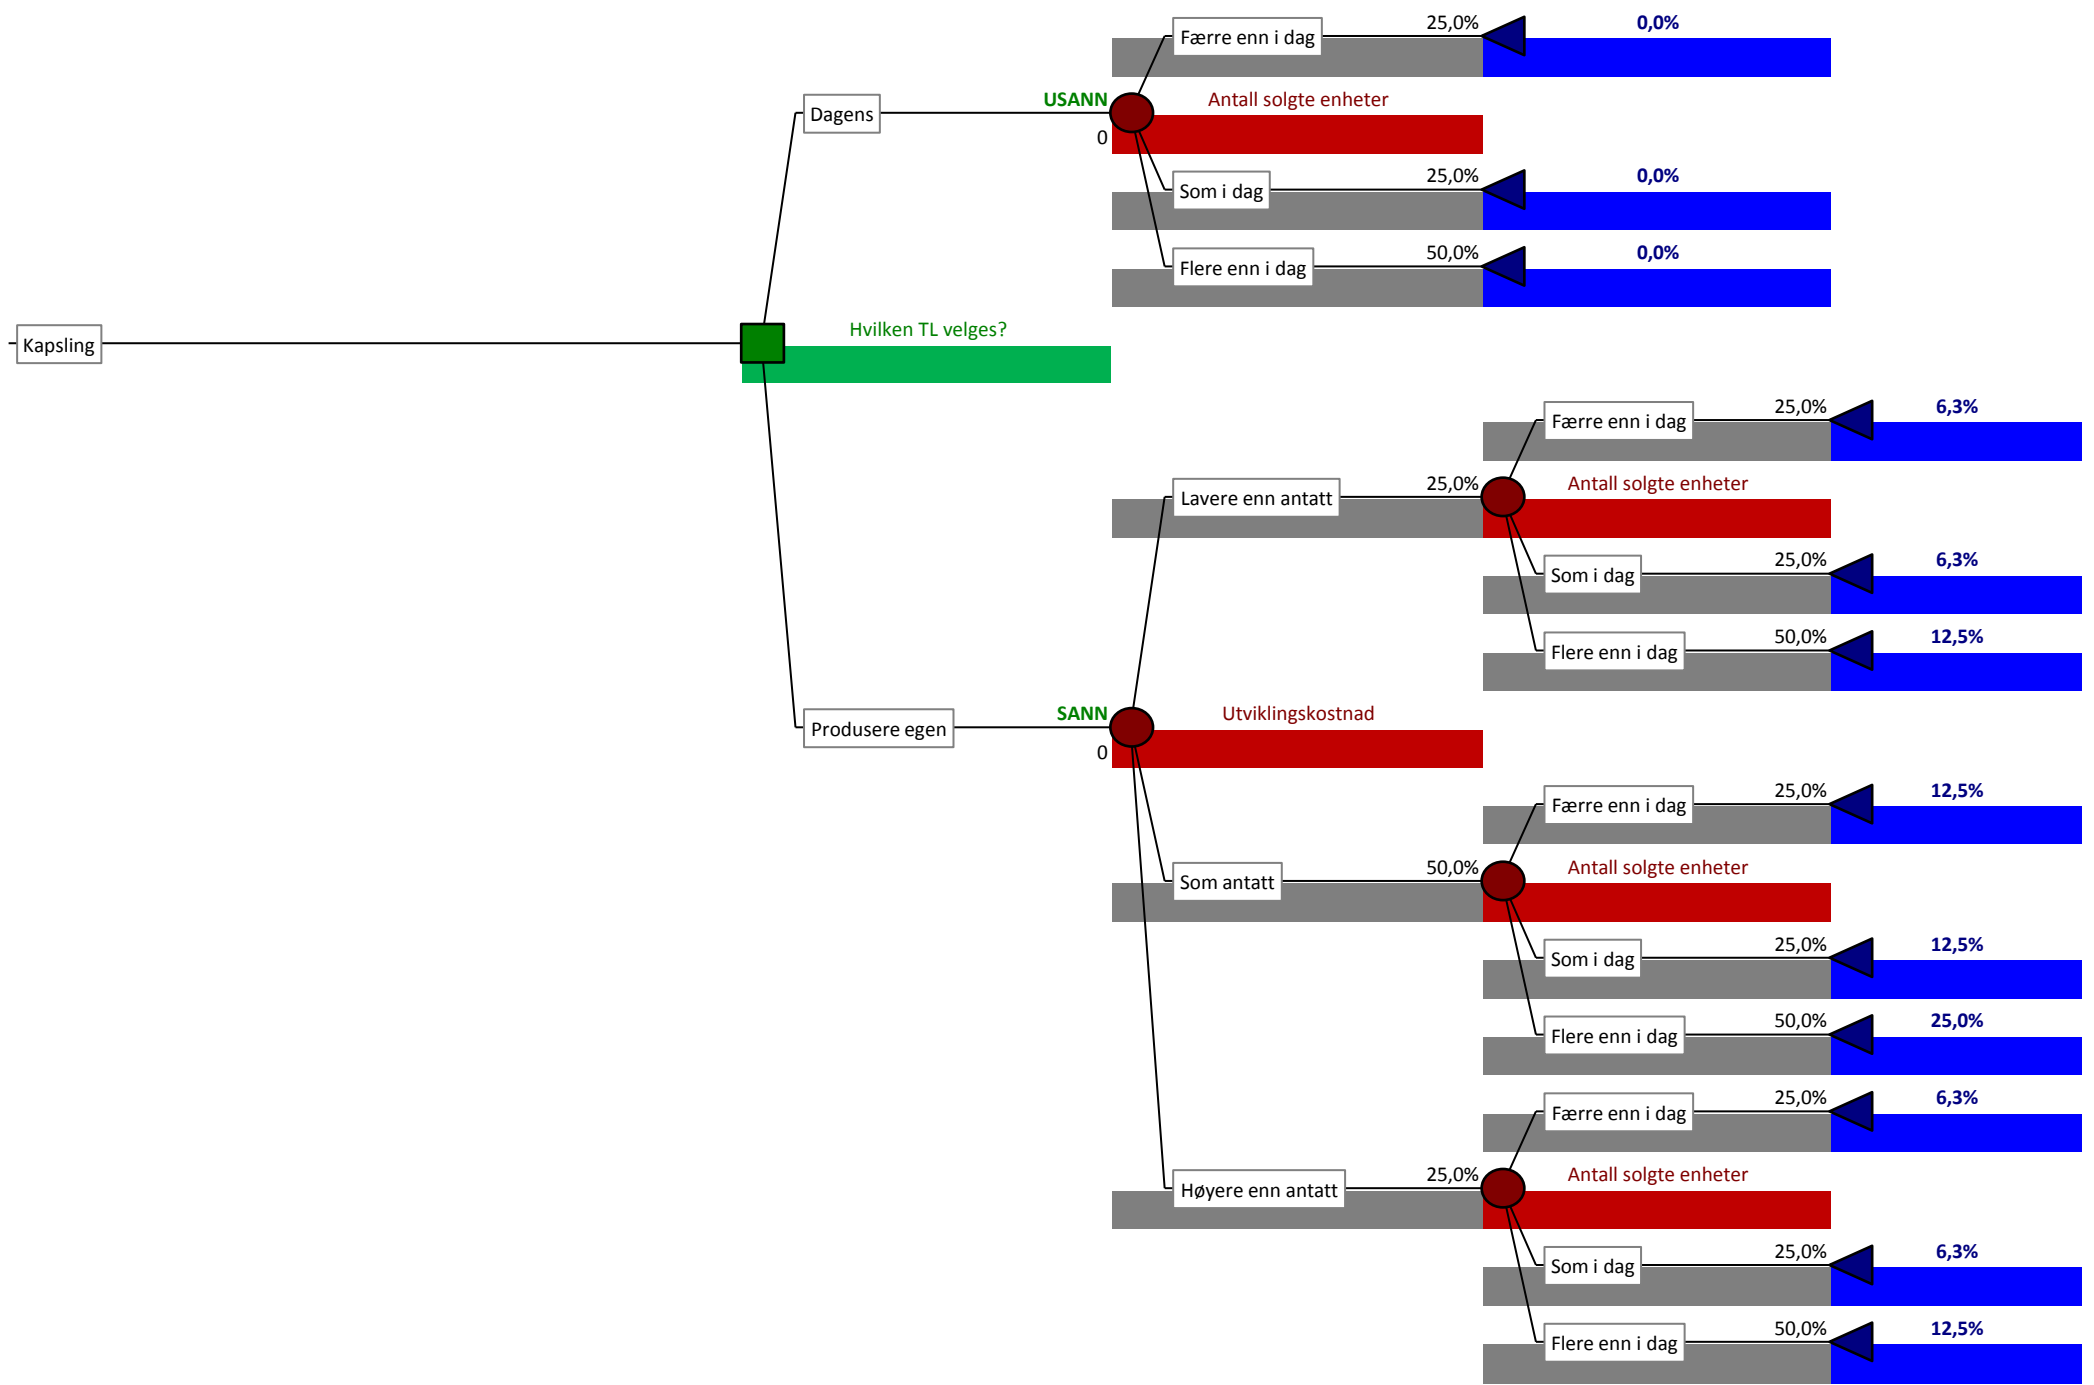 Færre enn i dag 25,0% 0,0%
USANN Antall solgte enheter
Dagens
0
Som i dag 25,0% 0,0%
Flere enn i dag 50,0% 0,0%
Hvilken TL velges?
Kapsling
Færre enn i dag 25,0% 6,3%
Lavere enn antatt 25,0% Antall solgte enheter
Som i dag 25,0% 6,3%
Flere enn i dag 50,0% 12,5%
SANN Utviklingskostnad
Produsere egen
0
Færre enn i dag 25,0% 12,5%
Som antatt 50,0% Antall solgte enheter
Som i dag 25,0% 12,5%
Flere enn i dag 50,0% 25,0%
Færre enn i dag 25,0% 6,3%
Høyere enn antatt 25,0% Antall solgte enheter
Som i dag 25,0% 6,3%
Flere enn i dag 50,0% 12,5%